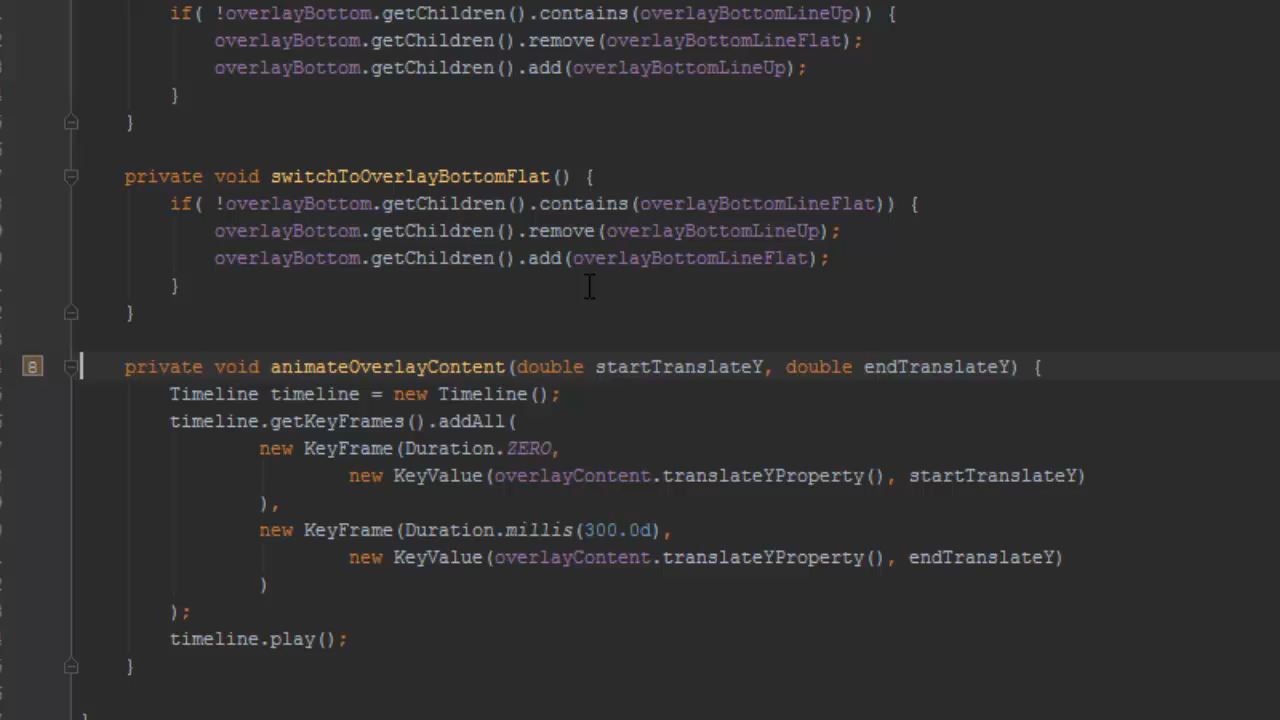 if( !overlayBottom.getChildren().contains(overlayBottomLineUp)) {
overlayBottom.getChildren().remove(overlayBottomLineFlat);
overlayBottom.getChildren().add(overlayBottomLineUp);
}
}
private void switchToOverlayBottomFlat() {
if( !overlayBottom.getChildren().contains(overlayBottomLineFlat)) {
overlayBottom.getChildren().remove(overlayBottomLineUp);
overlayBottom.getChildren().add(overlayBottomLineFlat);
}
}
8 private void animateOverlayContent(double startTranslateY, double endTranslateY) {
Timeline timeline = new Timeline();
timeline.getKeyFrames().addAll(
new KeyFrame(Duration.ZERO,
new KeyValue(overlayContent.translateYProperty(), startTranslateY)
),
new KeyFrame(Duration.millis(300.0d),
new KeyValue(overlayContent.translateYProperty(), endTranslateY)
)
);
timeline.play();
}